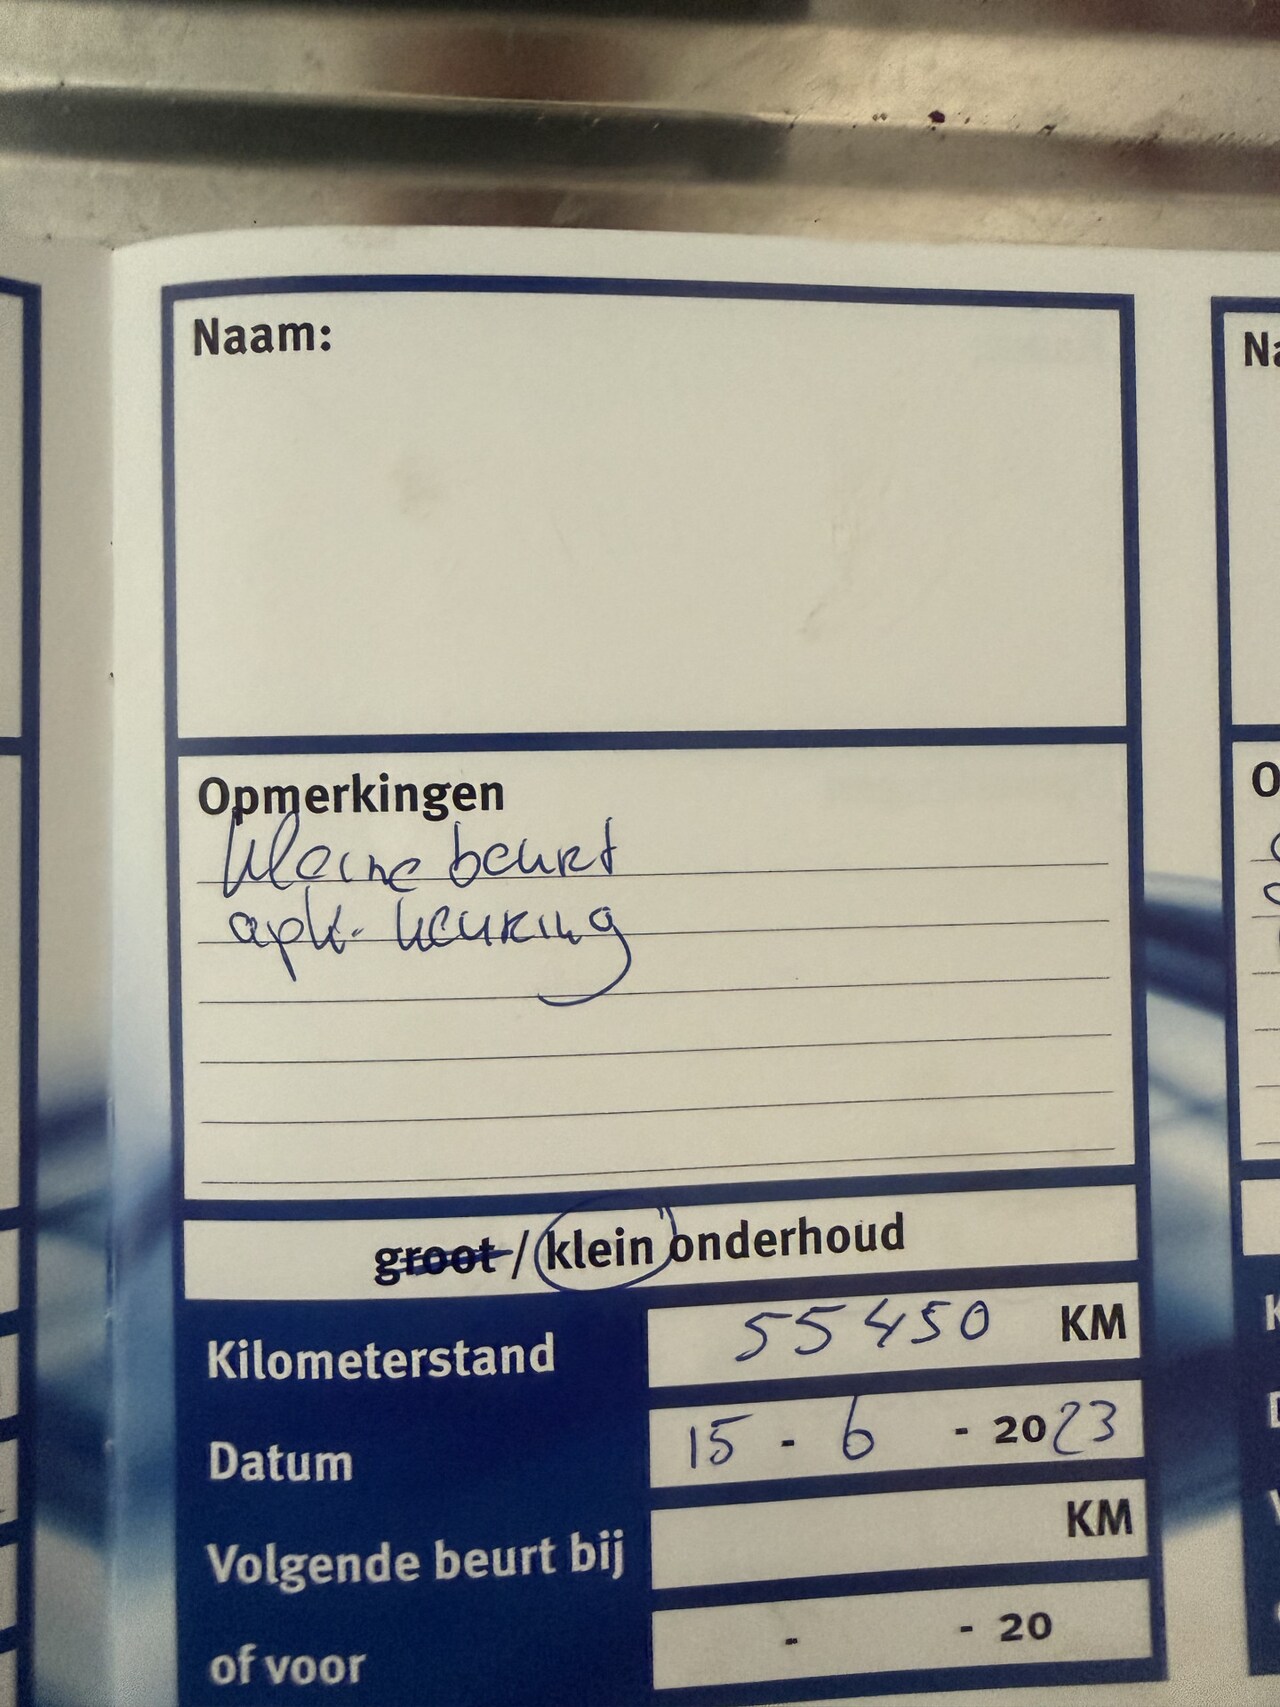 Naam:
Opmerkingen
kleine beurt
apk-keuring
groot / klein onderhoud
Kilometerstand 55450 KM
Datum 15 - 6 - 2023
Volgende beurt bij KM
of voor - - 20
Na
O